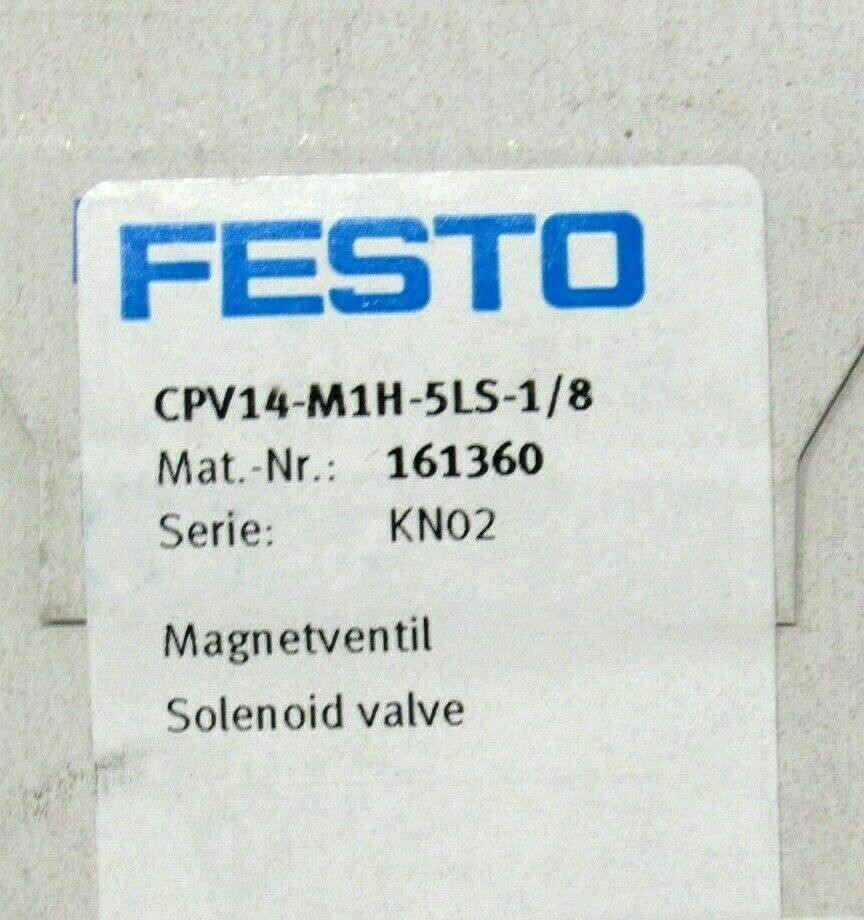 FESTO
CPV14-M1H-5LS-1/8
Mat.-Nr.: 161360
Serie: KN02
Magnetventil
Solenoid valve